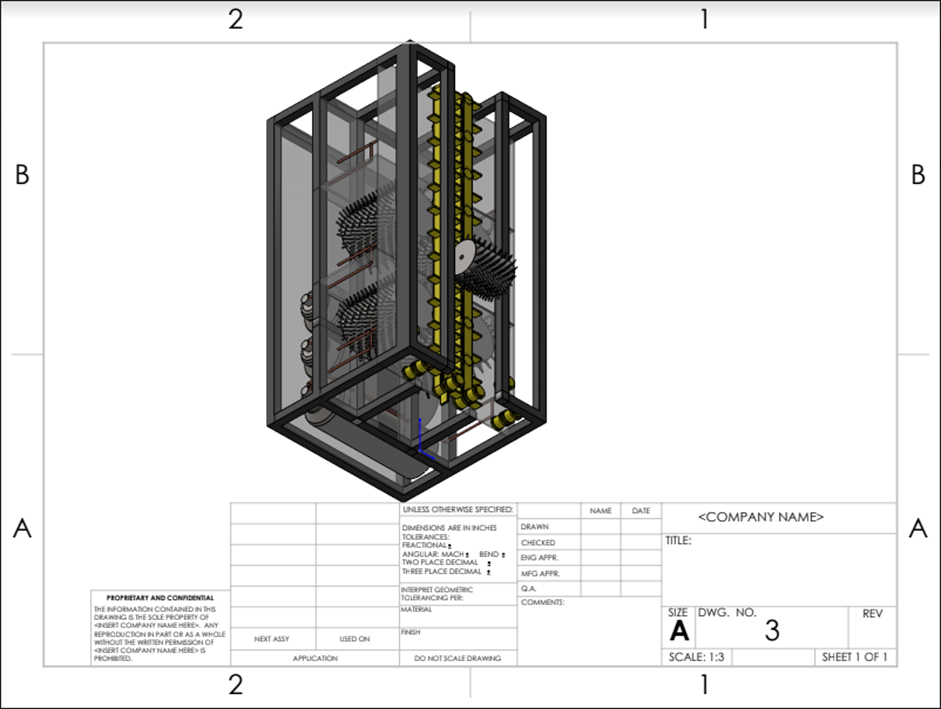 2
1
B
B
A
A
UNLESS OTHERWISE SPECIFIED:
DIMENSIONS ARE IN INCHES
TOLERANCES:
FRACTIONAL ±
ANGULAR: MACH ± BEND ±
TWO PLACE DECIMAL ±
THREE PLACE DECIMAL ±
INTERPRET GEOMETRIC
TOLERANCING PER:
MATERIAL
FINISH
DO NOT SCALE DRAWING
NAME
DATE
DRAWN
CHECKED
ENG APPR.
MFG APPR.
Q.A.
COMMENTS:
<COMPANY NAME>
TITLE:
SIZE
A
DWG. NO.
3
REV
SCALE: 1:3
SHEET 1 OF 1
PROPRIETARY AND CONFIDENTIAL
THE INFORMATION CONTAINED IN THIS
DRAWING IS THE SOLE PROPERTY OF
<INSERT COMPANY NAME HERE>. ANY
REPRODUCTION IN PART OR AS A WHOLE
WITHOUT THE WRITTEN PERMISSION OF
<INSERT COMPANY NAME HERE> IS
PROHIBITED.
NEXT ASSY
USED ON
APPLICATION
2
1